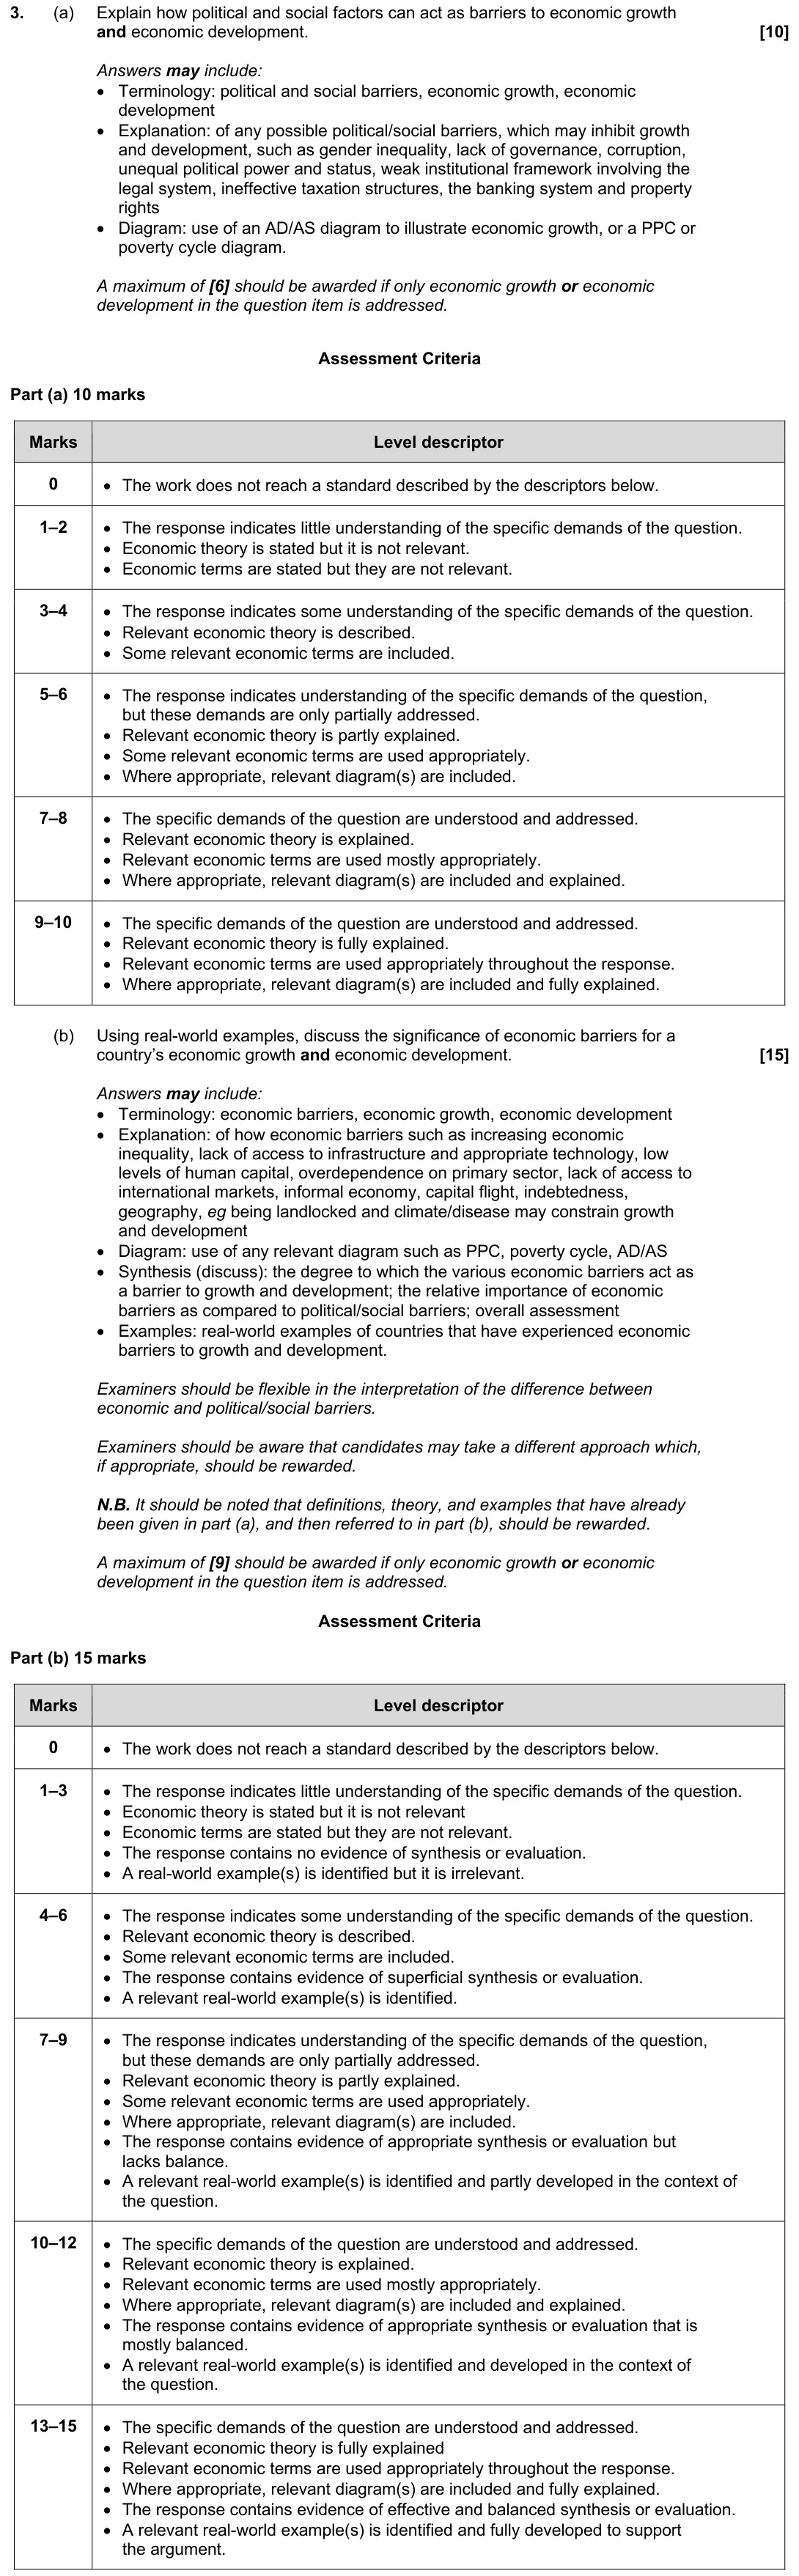 3. (a) Explain how political and social factors can act as barriers to economic growth
and economic development. [10]
Answers may include:
• Terminology: political and social barriers, economic growth, economic
development
• Explanation: of any possible political/social barriers, which may inhibit growth
and development, such as gender inequality, lack of governance, corruption,
unequal political power and status, weak institutional framework involving the
legal system, ineffective taxation structures, the banking system and property
rights
• Diagram: use of an AD/AS diagram to illustrate economic growth, or a PPC or
poverty cycle diagram.
A maximum of [6] should be awarded if only economic growth or economic
development in the question item is addressed.
Assessment Criteria
Part (a) 10 marks
Marks Level descriptor
0 • The work does not reach a standard described by the descriptors below.
1–2 • The response indicates little understanding of the specific demands of the question.
• Economic theory is stated but it is not relevant.
• Economic terms are stated but they are not relevant.
3–4 • The response indicates some understanding of the specific demands of the question.
• Relevant economic theory is described.
• Some relevant economic terms are included.
5–6 • The response indicates understanding of the specific demands of the question,
but these demands are only partially addressed.
• Relevant economic theory is partly explained.
• Some relevant economic terms are used appropriately.
• Where appropriate, relevant diagram(s) are included.
7–8 • The specific demands of the question are understood and addressed.
• Relevant economic theory is explained.
• Relevant economic terms are used mostly appropriately.
• Where appropriate, relevant diagram(s) are included and explained.
9–10 • The specific demands of the question are understood and addressed.
• Relevant economic theory is fully explained.
• Relevant economic terms are used appropriately throughout the response.
• Where appropriate, relevant diagram(s) are included and fully explained.
(b) Using real-world examples, discuss the significance of economic barriers for a
country's economic growth and economic development. [15]
Answers may include:
• Terminology: economic barriers, economic growth, economic development
• Explanation: of how economic barriers such as increasing economic
inequality, lack of access to infrastructure and appropriate technology, low
levels of human capital, overdependence on primary sector, lack of access to
international markets, informal economy, capital flight, indebtedness,
geography, eg being landlocked and climate/disease may constrain growth
and development
• Diagram: use of any relevant diagram such as PPC, poverty cycle, AD/AS
• Synthesis (discuss): the degree to which the various economic barriers act as
a barrier to growth and development; the relative importance of economic
barriers as compared to political/social barriers; overall assessment
• Examples: real-world examples of countries that have experienced economic
barriers to growth and development.
Examiners should be flexible in the interpretation of the difference between
economic and political/social barriers.
Examiners should be aware that candidates may take a different approach which,
if appropriate, should be rewarded.
N.B. It should be noted that definitions, theory, and examples that have already
been given in part (a), and then referred to in part (b), should be rewarded.
A maximum of [9] should be awarded if only economic growth or economic
development in the question item is addressed.
Assessment Criteria
Part (b) 15 marks
Marks Level descriptor
0 • The work does not reach a standard described by the descriptors below.
1–3 • The response indicates little understanding of the specific demands of the question.
• Economic theory is stated but it is not relevant
• Economic terms are stated but they are not relevant.
• The response contains no evidence of synthesis or evaluation.
• A real-world example(s) is identified but it is irrelevant.
4–6 • The response indicates some understanding of the specific demands of the question.
• Relevant economic theory is described.
• Some relevant economic terms are included.
• The response contains evidence of superficial synthesis or evaluation.
• A relevant real-world example(s) is identified.
7–9 • The response indicates understanding of the specific demands of the question,
but these demands are only partially addressed.
• Relevant economic theory is partly explained.
• Some relevant economic terms are used appropriately.
• Where appropriate, relevant diagram(s) are included.
• The response contains evidence of appropriate synthesis or evaluation but
lacks balance.
• A relevant real-world example(s) is identified and partly developed in the context of
the question.
10–12 • The specific demands of the question are understood and addressed.
• Relevant economic theory is explained.
• Relevant economic terms are used mostly appropriately.
• Where appropriate, relevant diagram(s) are included and explained.
• The response contains evidence of appropriate synthesis or evaluation that is
mostly balanced.
• A relevant real-world example(s) is identified and developed in the context of
the question.
13–15 • The specific demands of the question are understood and addressed.
• Relevant economic theory is fully explained
• Relevant economic terms are used appropriately throughout the response.
• Where appropriate, relevant diagram(s) are included and fully explained.
• The response contains evidence of effective and balanced synthesis or evaluation.
• A relevant real-world example(s) is identified and fully developed to support
the argument.